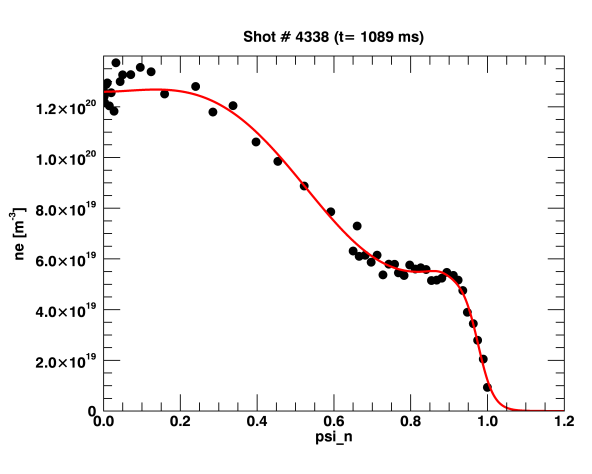 Shot # 4338 (t= 1089 ms)
1.2×10²⁰
1.0×10²⁰
8.0×10¹⁹
6.0×10¹⁹
4.0×10¹⁹
2.0×10¹⁹
0
ne [m⁻³]
0.0 0.2 0.4 0.6 0.8 1.0 1.2
psi_n